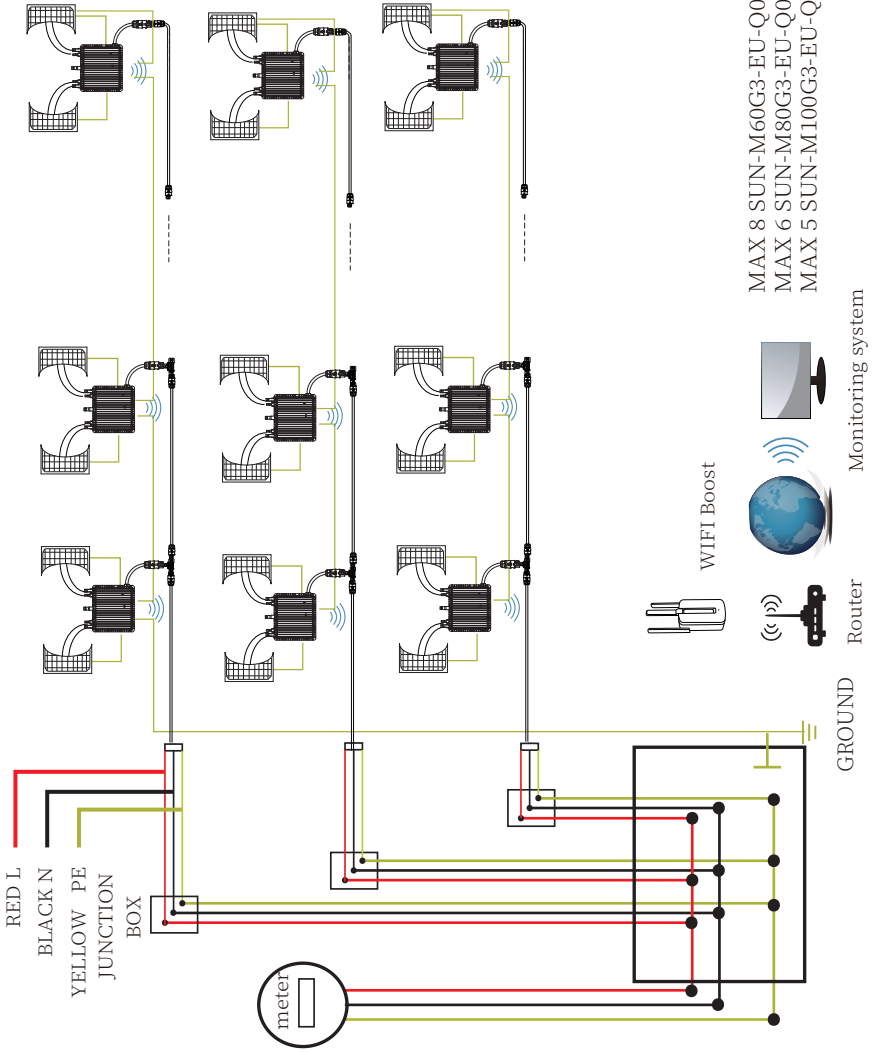 RED L
BLACK N
YELLOW PE
JUNCTION
BOX
meter
GROUND
Router
WIFI Boost
Monitoring system
MAX 8 SUN-M60G3-EU-Q0
MAX 6 SUN-M80G3-EU-Q0
MAX 5 SUN-M100G3-EU-Q